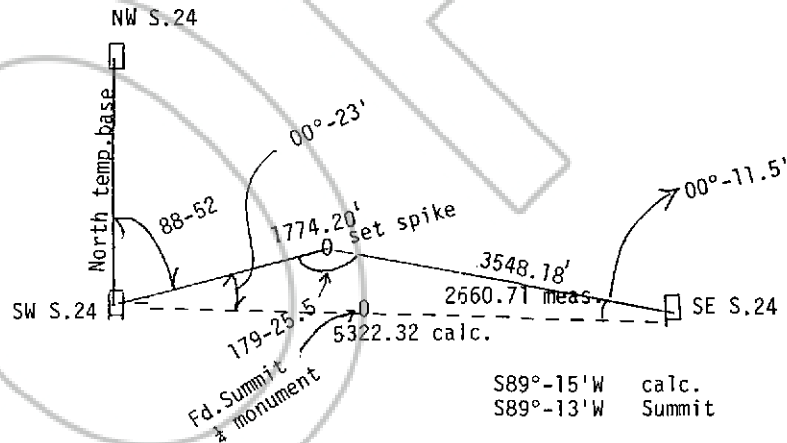 NW S.24
North temp.base
00°-23'
00°-11.5'
88-52
1774.20'
set spike
3548.18'
2660.71 meas.
SW S.24
SE S.24
179-25.5
5322.32 calc.
Fd.Summit
¼ monument
S89°-15'W calc.
S89°-13'W Summit